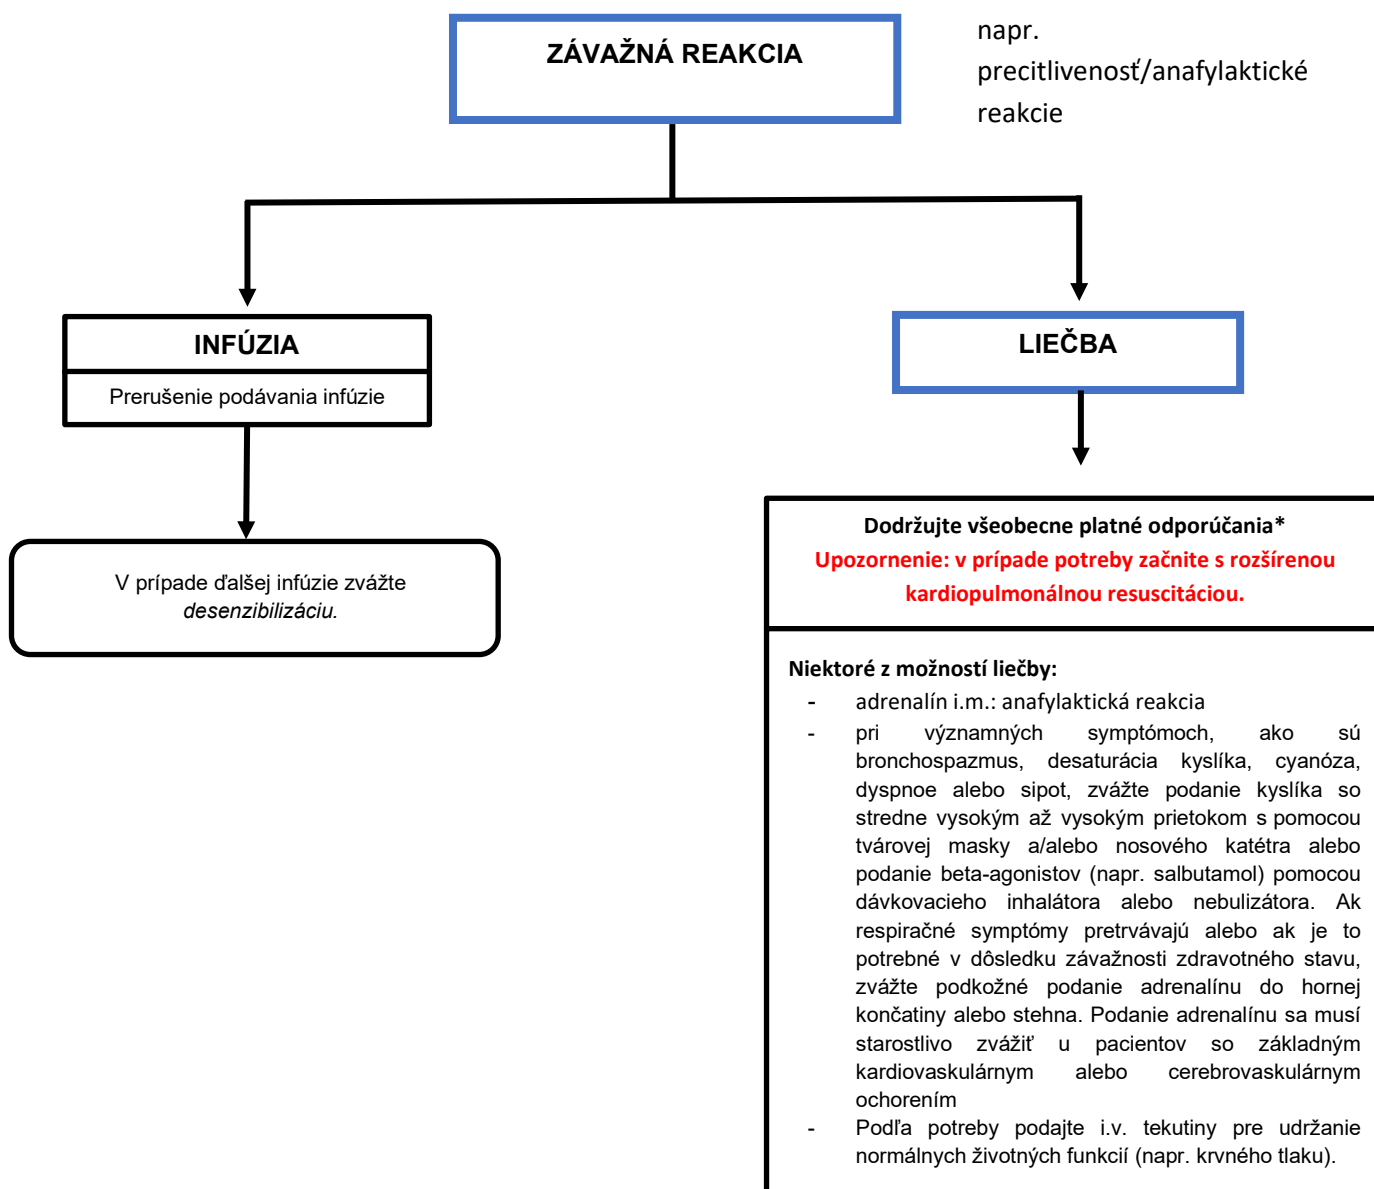 ZÁVAŽNÁ REAKCIA
napr.
precitlivenosť/anafylaktické
reakcie
INFÚZIA
Prerušenie podávania infúzie
V prípade ďalšej infúzie zvážte
desenzibilizáciu.
LIEČBA
Dodržujte všeobecne platné odporúčania*
Upozornenie: v prípade potreby začnite s rozšírenou
kardiopulmonálnou resuscitáciou.
Niektoré z možností liečby:
- adrenalín i.m.: anafylaktická reakcia
- pri významných symptómoch, ako sú
bronchospazmus, desaturácia kyslíka, cyanóza,
dyspnoe alebo sipot, zvážte podanie kyslíka so
stredne vysokým až vysokým prietokom s pomocou
tvárovej masky a/alebo nosového katétra alebo
podanie beta-agonistov (napr. salbutamol) pomocou
dávkovacieho inhalátora alebo nebulizátora. Ak
respiračné symptómy pretrvávajú alebo ak je to
potrebné v dôsledku závažnosti zdravotného stavu,
zvážte podkožné podanie adrenalínu do hornej
končatiny alebo stehna. Podanie adrenalínu sa musí
starostlivo zvážiť u pacientov so základným
kardiovaskulárnym alebo cerebrovaskulárnym
ochorením
- Podľa potreby podajte i.v. tekutiny pre udržanie
normálnych životných funkcií (napr. krvného tlaku).